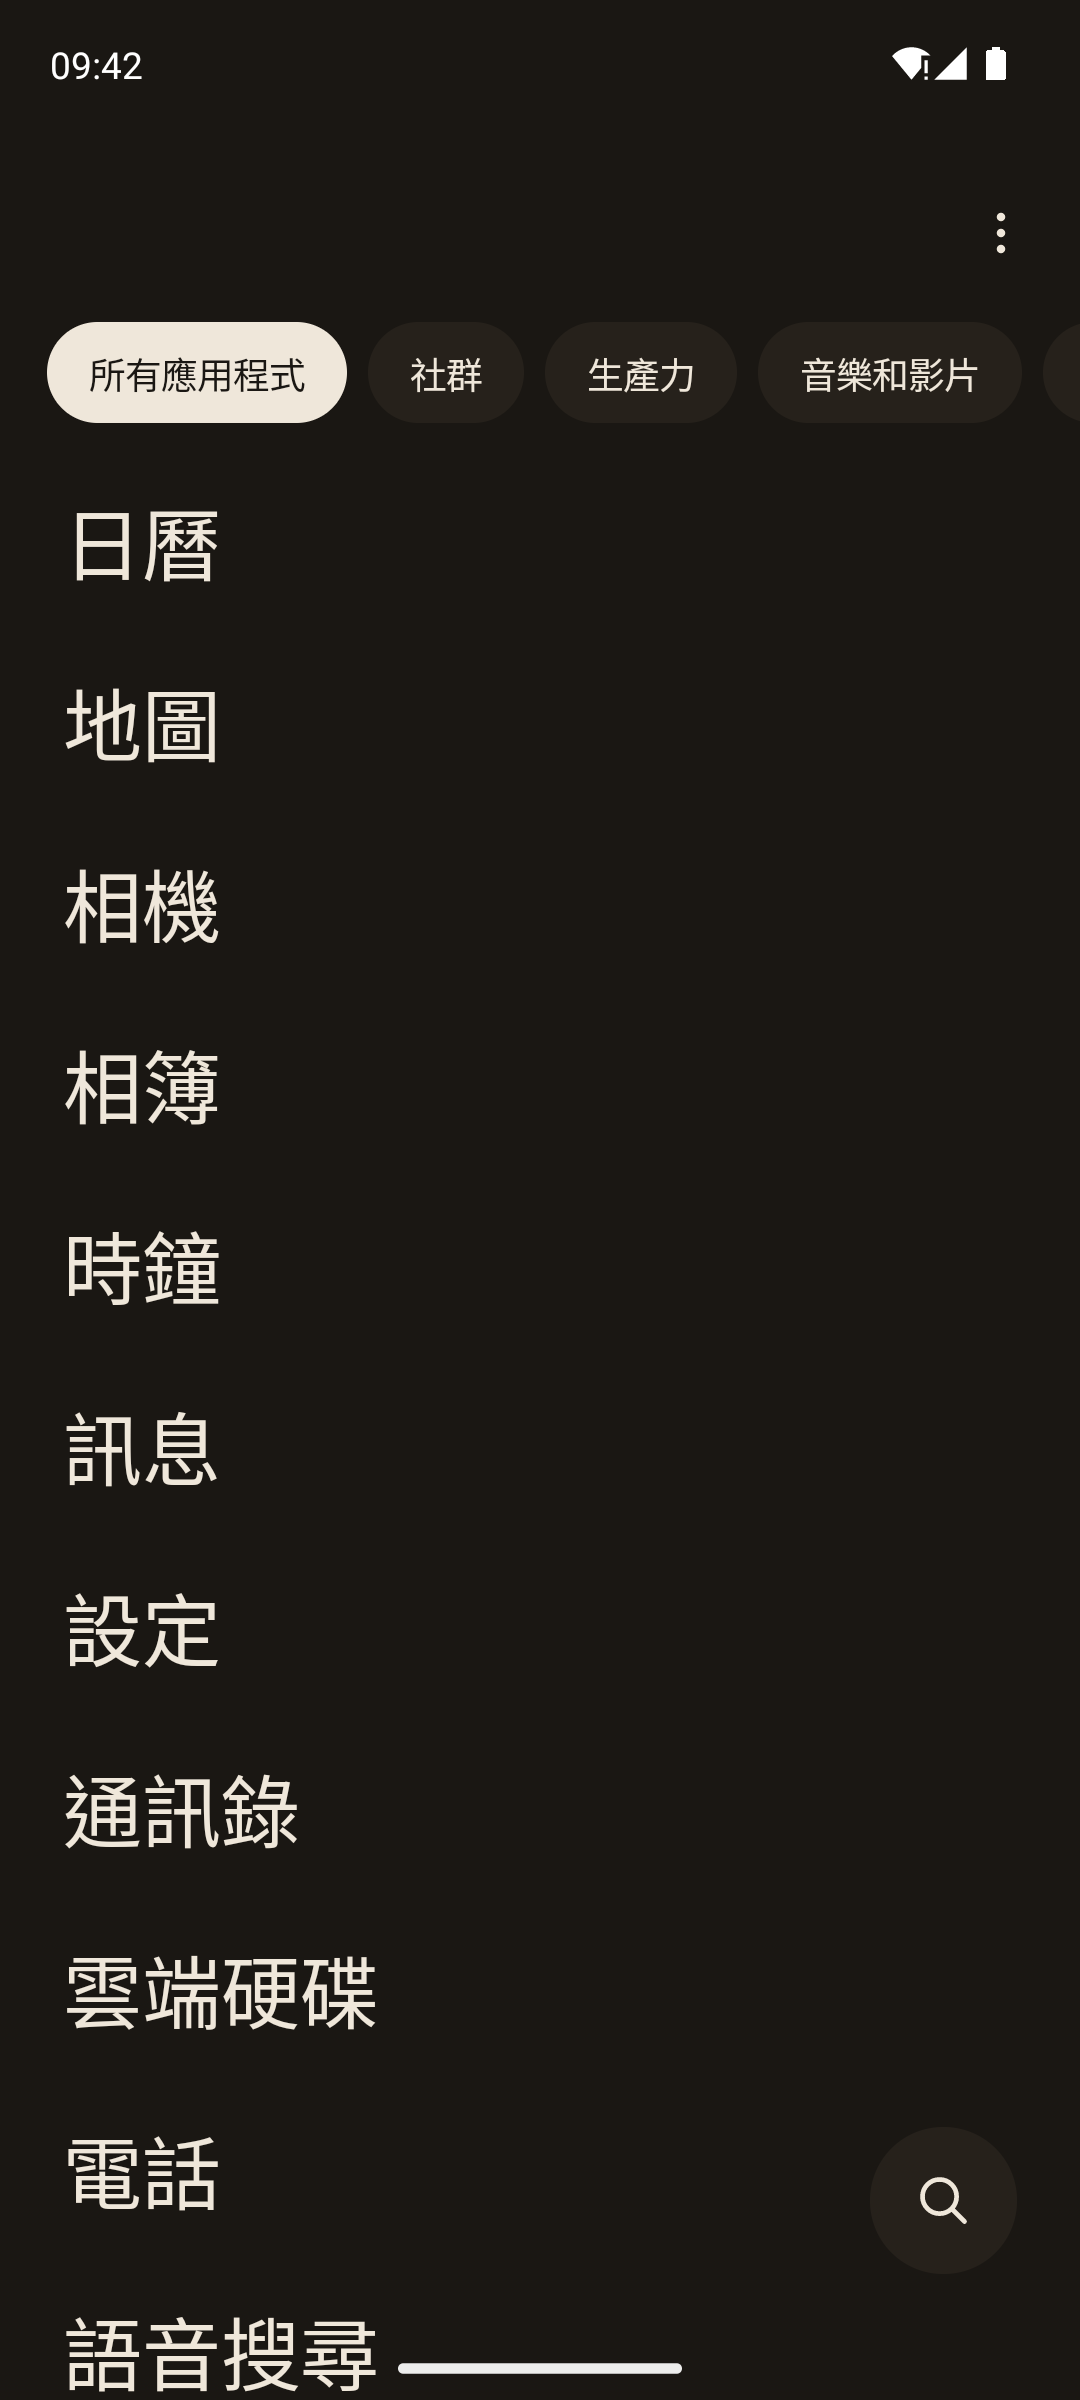 09:42
所有應用程式 社群 生產力 音樂和影片
日曆
地圖
相機
相簿
時鐘
訊息
設定
通訊錄
雲端硬碟
電話
語音搜尋